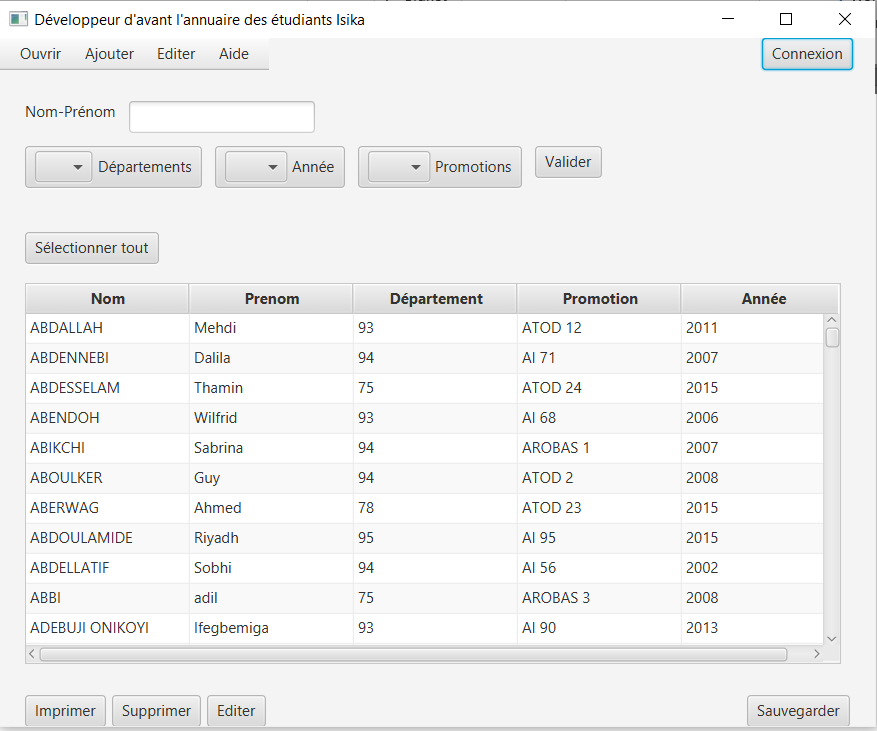 Développeur d'avant l'annuaire des étudiants Isika
Ouvrir Ajouter Editer Aide Connexion
Nom-Prénom
Départements Année Promotions Valider
Sélectionner tout
Nom Prenom Département Promotion Année
ABDALLAH Mehdi 93 ATOD 12 2011
ABDENNEBI Dalila 94 AI 71 2007
ABDESSELAM Thamin 75 ATOD 24 2015
ABENDOH Wilfrid 93 AI 68 2006
ABIKCHI Sabrina 94 AROBAS 1 2007
ABOULKER Guy 94 ATOD 2 2008
ABERWAG Ahmed 78 ATOD 23 2015
ABDOULAMIDE Riyadh 95 AI 95 2015
ABDELLATIF Sobhi 94 AI 56 2002
ABBI adil 75 AROBAS 3 2008
ADEBUJI ONIKOYI Ifegbemiga 93 AI 90 2013
Imprimer Supprimer Editer Sauvegarder